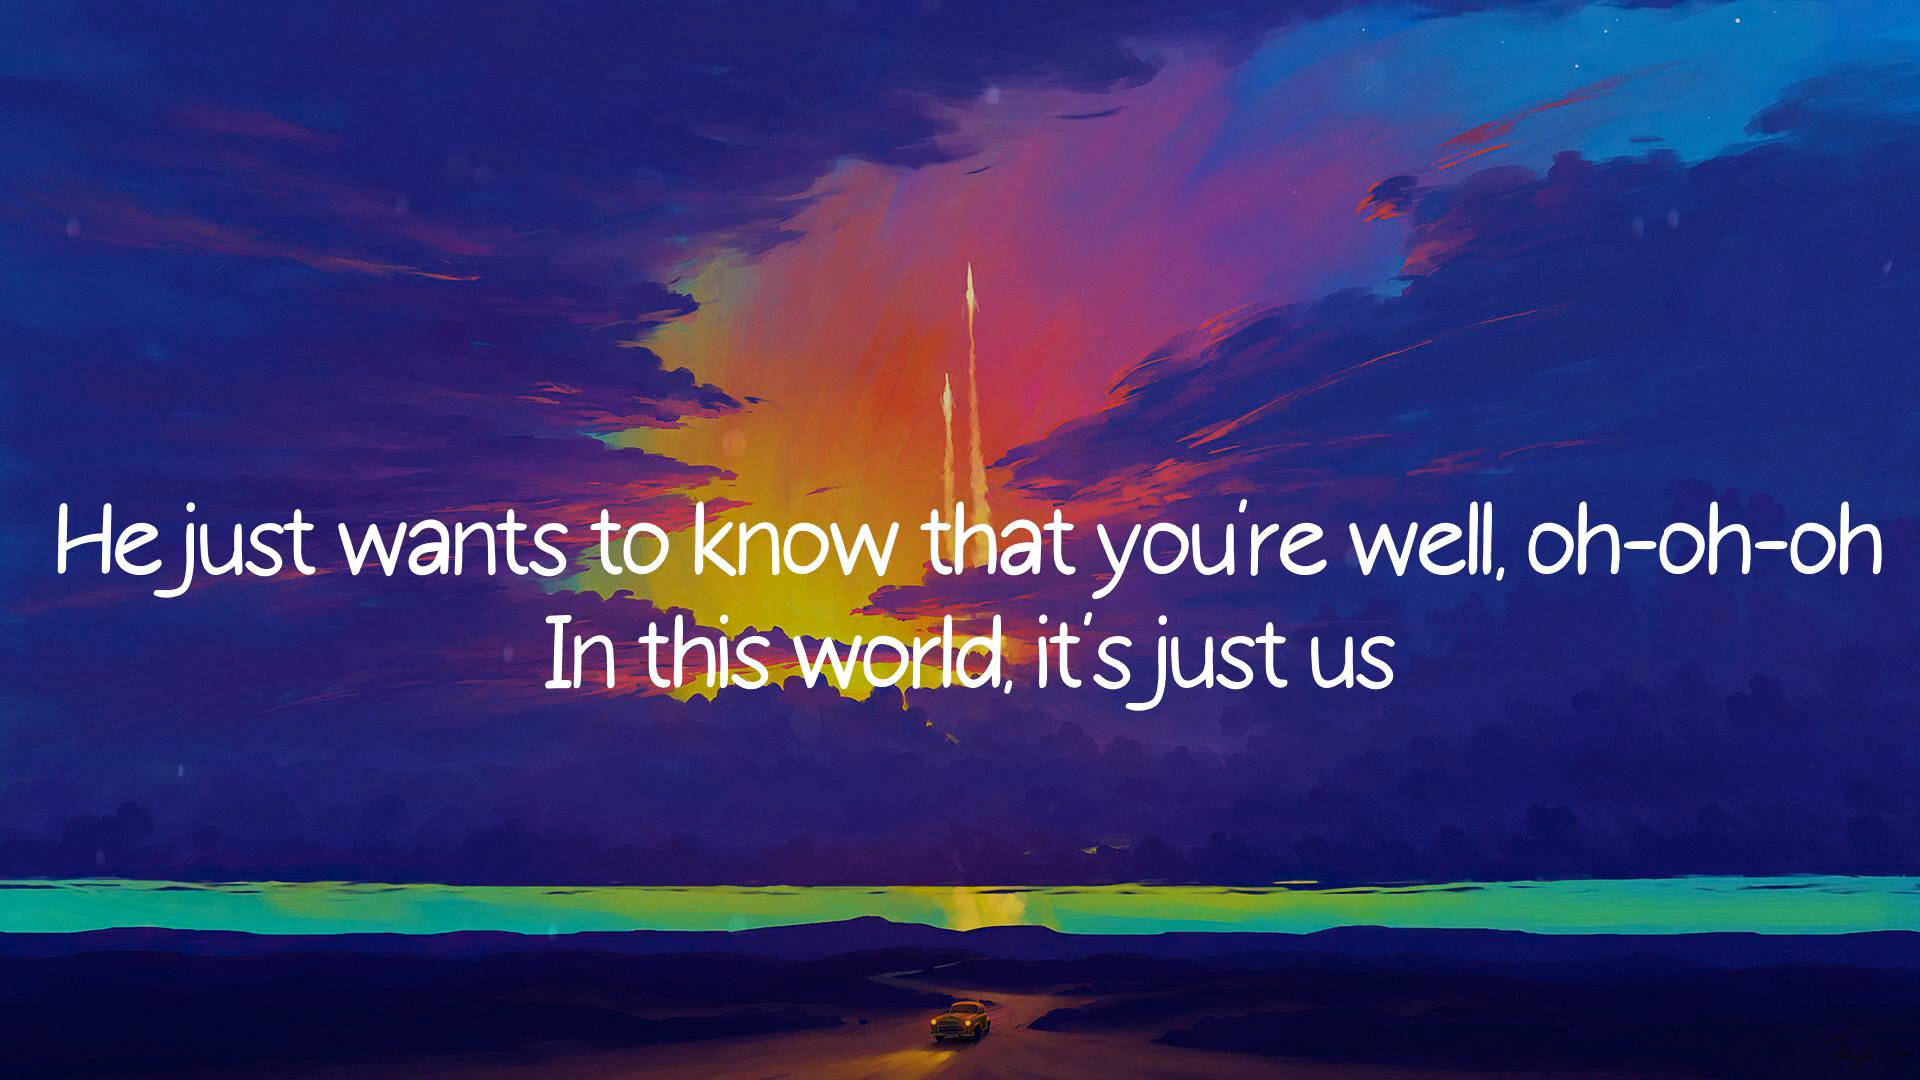 He just wants to know that you're well, oh-oh-oh
In this world, it's just us